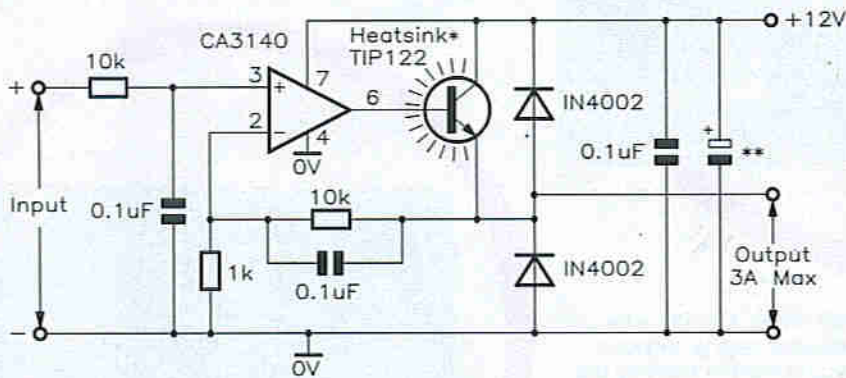 +12V
CA3140
Heatsink*
TIP122
10k
+
3
+
7
6
2
−
4
0V
IN4002
0.1uF
+
**
Input
0.1uF
10k
1k
0.1uF
IN4002
Output
3A Max
−
0V